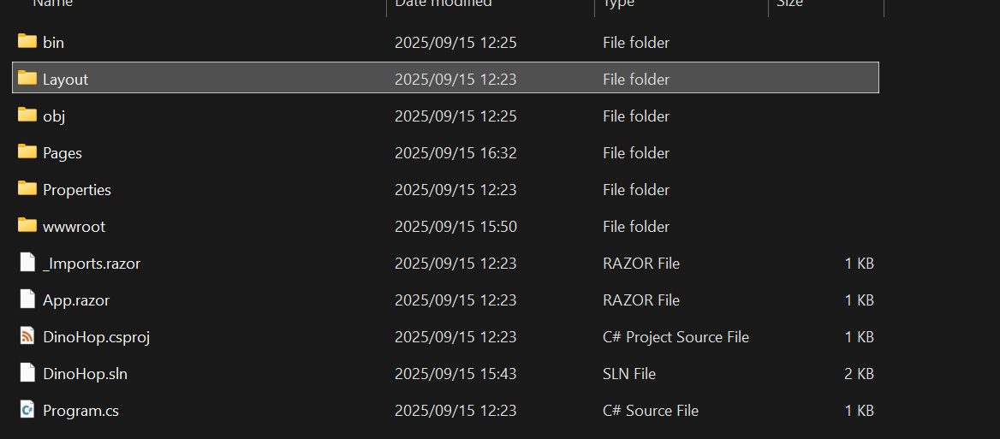 Name Date modified Type Size
bin 2025/09/15 12:25 File folder
Layout 2025/09/15 12:23 File folder
obj 2025/09/15 12:25 File folder
Pages 2025/09/15 16:32 File folder
Properties 2025/09/15 12:23 File folder
wwwroot 2025/09/15 15:50 File folder
_Imports.razor 2025/09/15 12:23 RAZOR File 1 KB
App.razor 2025/09/15 12:23 RAZOR File 1 KB
DinoHop.csproj 2025/09/15 12:23 C# Project Source File 1 KB
DinoHop.sln 2025/09/15 15:43 SLN File 2 KB
Program.cs 2025/09/15 12:23 C# Source File 1 KB